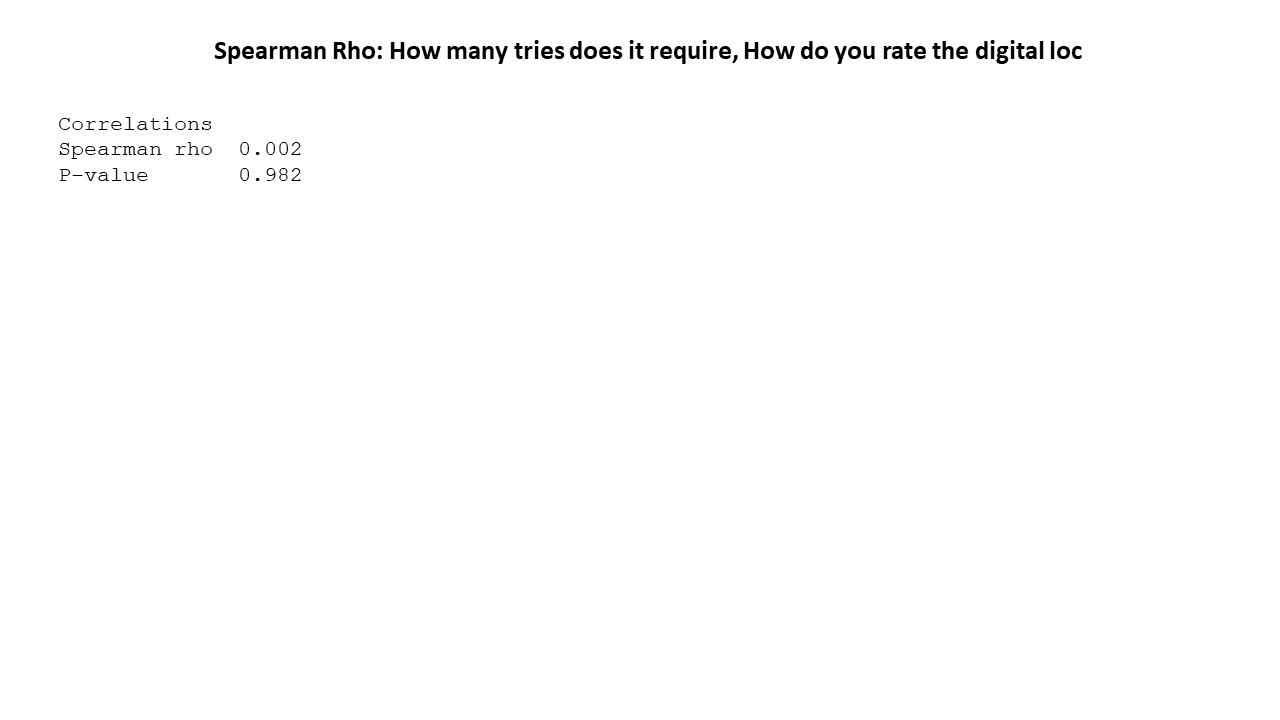 Spearman Rho: How many tries does it require, How do you rate the digital loc
Correlations
Spearman rho  0.002
P-value       0.982